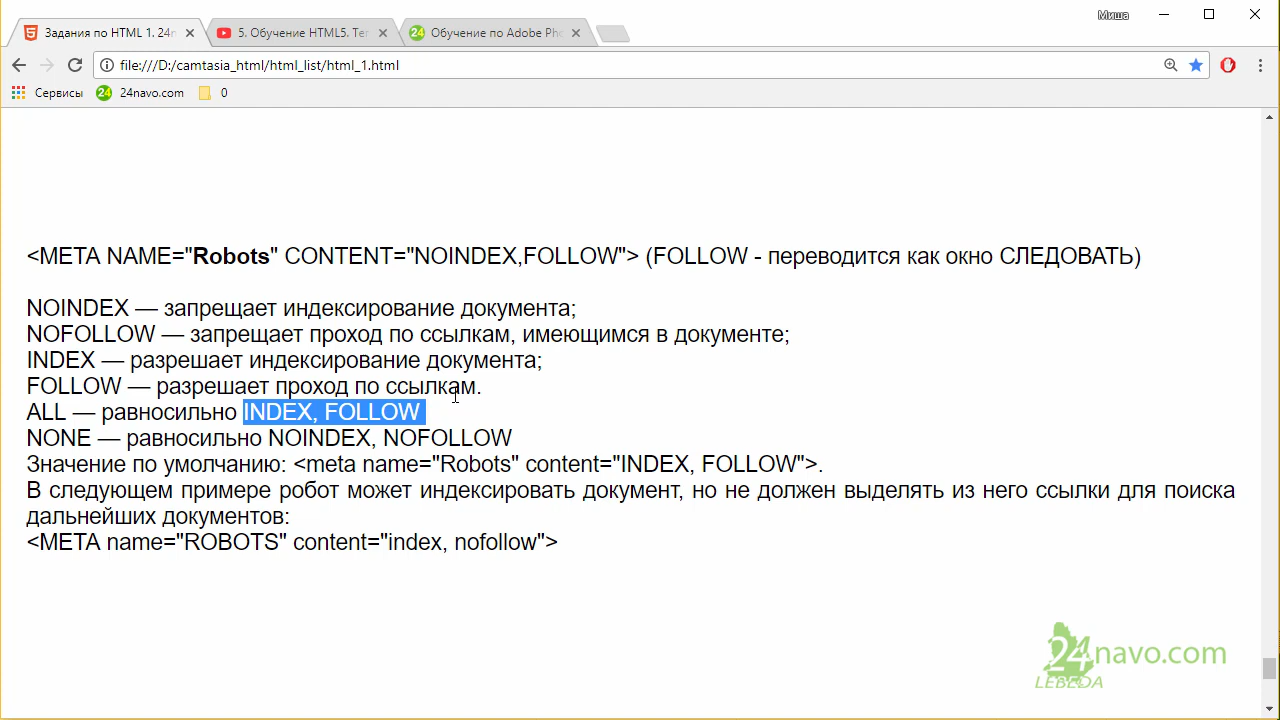 Миша
Задания по HTML 1. 24n
5. Обучение HTML5. Тег
24 Обучение по Adobe Pho
file:///D:/camtasia_html/html_list/html_1.html
Сервисы 24 24navo.com 0
<META NAME="Robots" CONTENT="NOINDEX,FOLLOW"> (FOLLOW - переводится как окно СЛЕДОВАТЬ)
NOINDEX — запрещает индексирование документа;
NOFOLLOW — запрещает проход по ссылкам, имеющимся в документе;
INDEX — разрешает индексирование документа;
FOLLOW — разрешает проход по ссылкам.
ALL — равносильно INDEX, FOLLOW
NONE — равносильно NOINDEX, NOFOLLOW
Значение по умолчанию: <meta name="Robots" content="INDEX, FOLLOW">.
В следующем примере робот может индексировать документ, но не должен выделять из него ссылки для поиска
дальнейших документов:
<META name="ROBOTS" content="index, nofollow">
24navo.com
LEBEDA